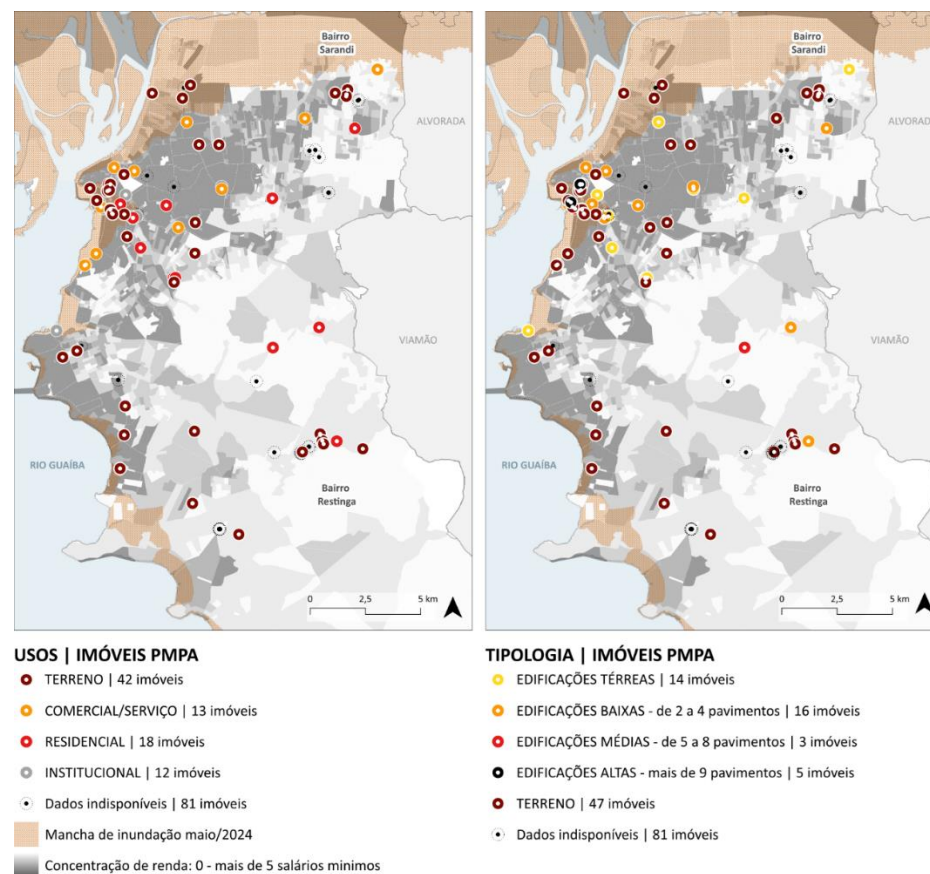 Bairro
Sarandi
ALVORADA
VIAMÃO
RIO GUAÍBA
Bairro
Restinga
0 2,5 5 km
Bairro
Sarandi
ALVORADA
VIAMÃO
RIO GUAÍBA
Bairro
Restinga
0 2,5 5 km
USOS | IMÓVEIS PMPA
TERRENO | 42 imóveis
COMERCIAL/SERVIÇO | 13 imóveis
RESIDENCIAL | 18 imóveis
INSTITUCIONAL | 12 imóveis
Dados indisponíveis | 81 imóveis
Mancha de inundação maio/2024
Concentração de renda: 0 - mais de 5 salários minimos
TIPOLOGIA | IMÓVEIS PMPA
EDIFICAÇÕES TÉRREAS | 14 imóveis
EDIFICAÇÕES BAIXAS - de 2 a 4 pavimentos | 16 imóveis
EDIFICAÇÕES MÉDIAS - de 5 a 8 pavimentos | 3 imóveis
EDIFICAÇÕES ALTAS - mais de 9 pavimentos | 5 imóveis
TERRENO | 47 imóveis
Dados indisponíveis | 81 imóveis